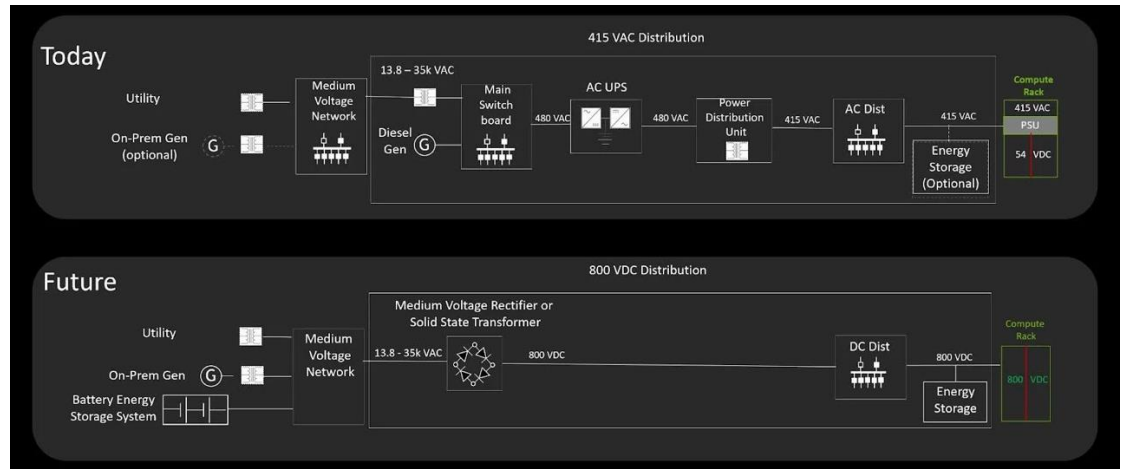 Today
415 VAC Distribution
Utility
On-Prem Gen
(optional)
G
Medium
Voltage
Network
13.8 – 35k VAC
Diesel
Gen
G
Main
Switch
board
480 VAC
AC UPS
480 VAC
Power
Distribution
Unit
415 VAC
AC Dist
415 VAC
Energy
Storage
(Optional)
Compute
Rack
415 VAC
PSU
54 VDC
Future
800 VDC Distribution
Utility
On-Prem Gen
G
Battery Energy
Storage System
Medium
Voltage
Network
13.8 - 35k VAC
Medium Voltage Rectifier or
Solid State Transformer
800 VDC
DC Dist
800 VDC
Energy
Storage
Compute
Rack
800 VDC